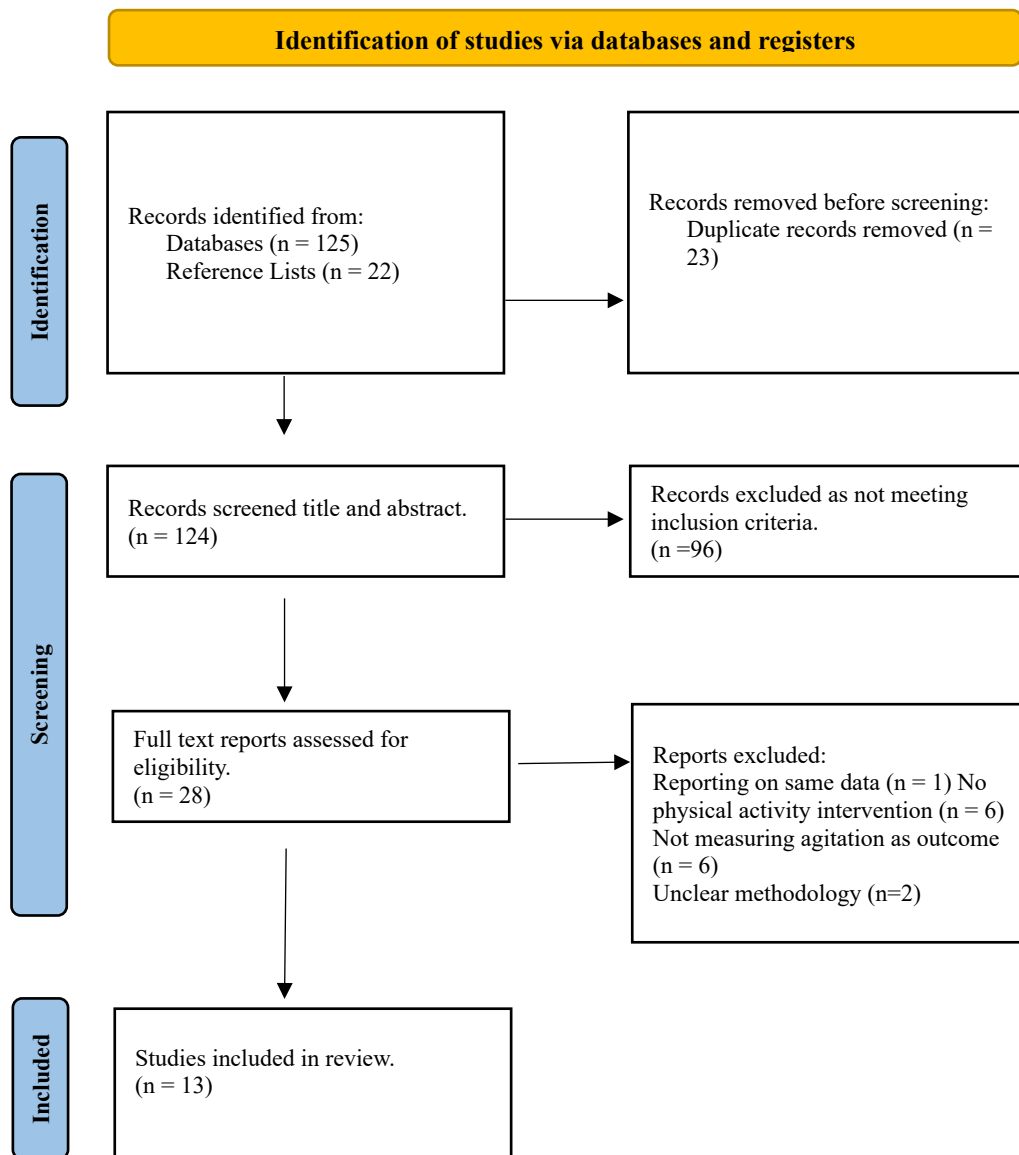 Identification of studies via databases and registers
Identification
Records identified from:
Databases (n = 125)
Reference Lists (n = 22)
Records removed before screening:
Duplicate records removed (n =
23)
Screening
Records screened title and abstract.
(n = 124)
Records excluded as not meeting
inclusion criteria.
(n =96)
Full text reports assessed for
eligibility.
(n = 28)
Reports excluded:
Reporting on same data (n = 1) No
physical activity intervention (n = 6)
Not measuring agitation as outcome
(n = 6)
Unclear methodology (n=2)
Included
Studies included in review.
(n = 13)